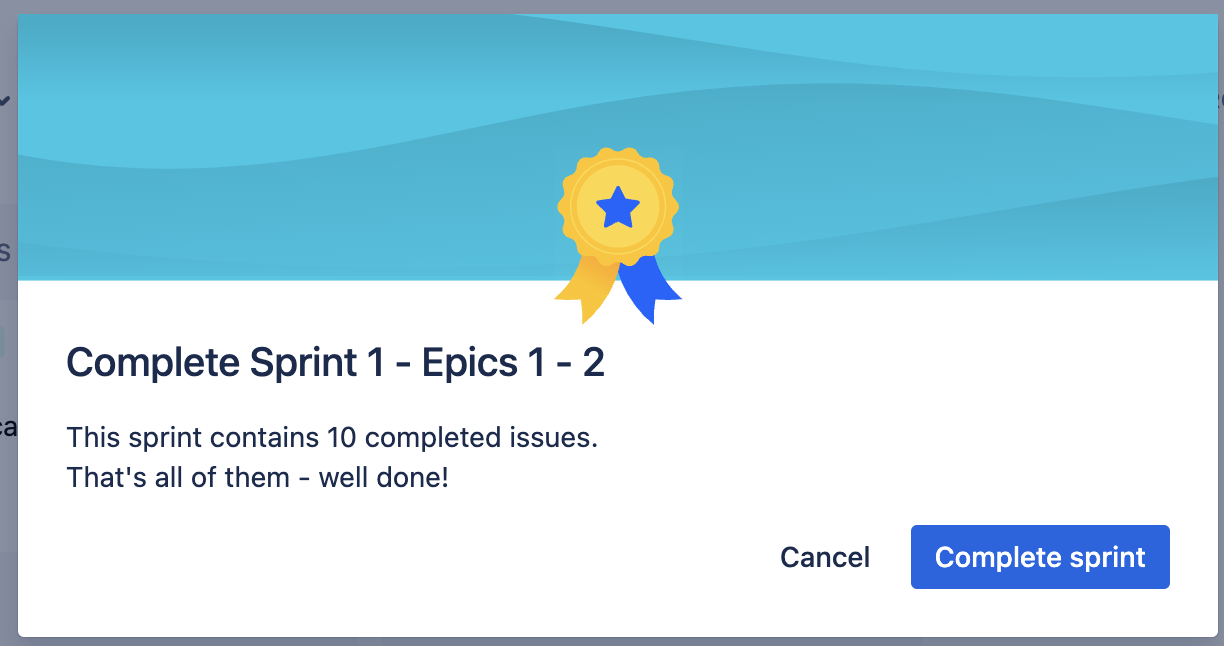 Complete Sprint 1 - Epics 1 - 2
This sprint contains 10 completed issues.
That's all of them - well done!
Cancel
Complete sprint